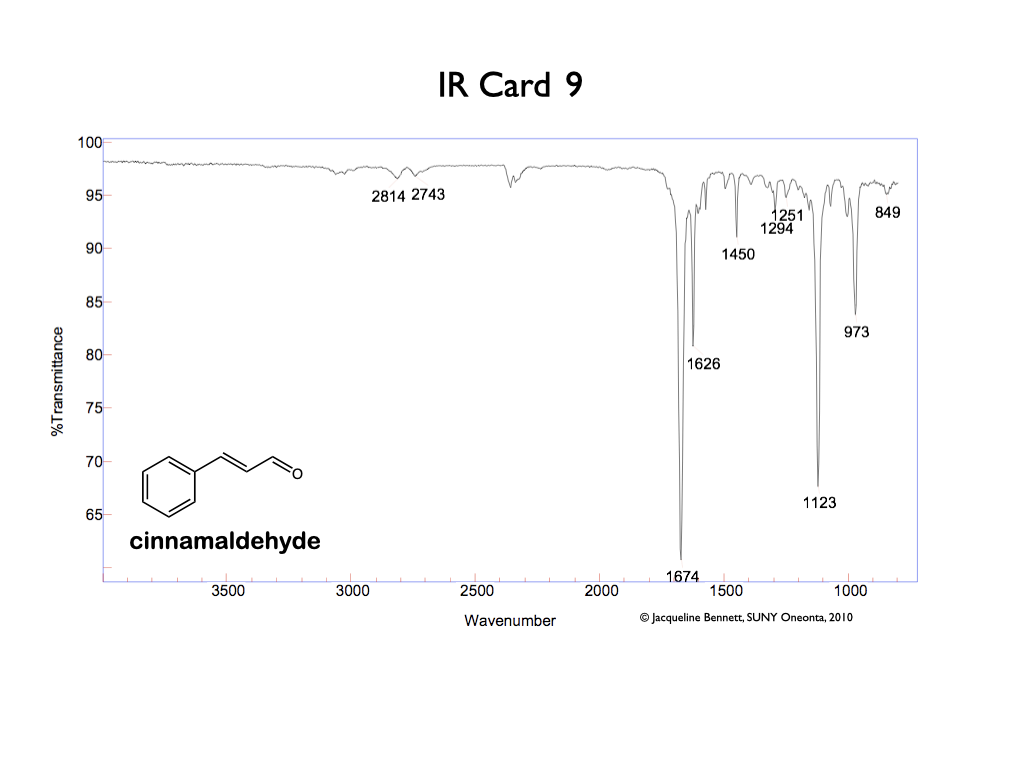 IR Card 9
100
95
90
85
80
75
70
65
%Transmittance
2814 2743
1450
1251
1294
849
973
1626
1123
1674
O
cinnamaldehyde
3500 3000 2500 2000 1500 1000
Wavenumber
© Jacqueline Bennett, SUNY Oneonta, 2010